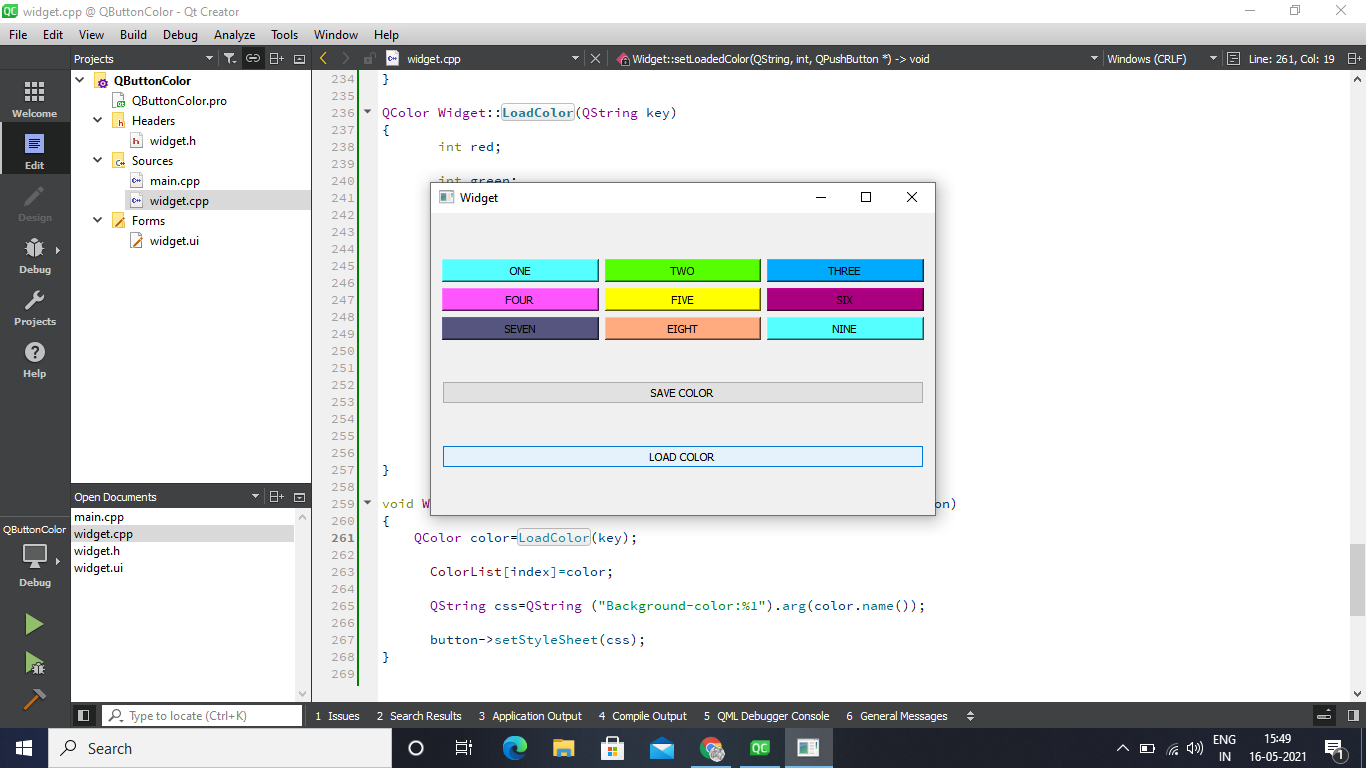 widget.cpp @ QButtonColor - Qt Creator
File Edit View Build Debug Analyze Tools Window Help
Projects
widget.cpp
Widget::setLoadedColor(QString, int, QPushButton *) -> void
Windows (CRLF)
Line: 261, Col: 19
Welcome
Edit
Design
Debug
Projects
Help
QButtonColor
Debug
QButtonColor
QButtonColor.pro
Headers
widget.h
Sources
main.cpp
widget.cpp
Forms
widget.ui
Open Documents
main.cpp
widget.cpp
widget.h
widget.ui
234 }
235
236 QColor Widget::LoadColor(QString key)
237 {
238 int red;
239
240 int green;
241
242
243
244
245
246
247
248
249
250
251
252
253
254
255
256
257 }
258
259 void W on)
260 {
261 QColor color=LoadColor(key);
262
263 ColorList[index]=color;
264
265 QString css=QString ("Background-color:%1").arg(color.name());
266
267 button->setStyleSheet(css);
268 }
269
Widget
ONE TWO THREE
FOUR FIVE SIX
SEVEN EIGHT NINE
SAVE COLOR
LOAD COLOR
Type to locate (Ctrl+K)
1 Issues 2 Search Results 3 Application Output 4 Compile Output 5 QML Debugger Console 6 General Messages
Search
ENG
IN
15:49
16-05-2021
1